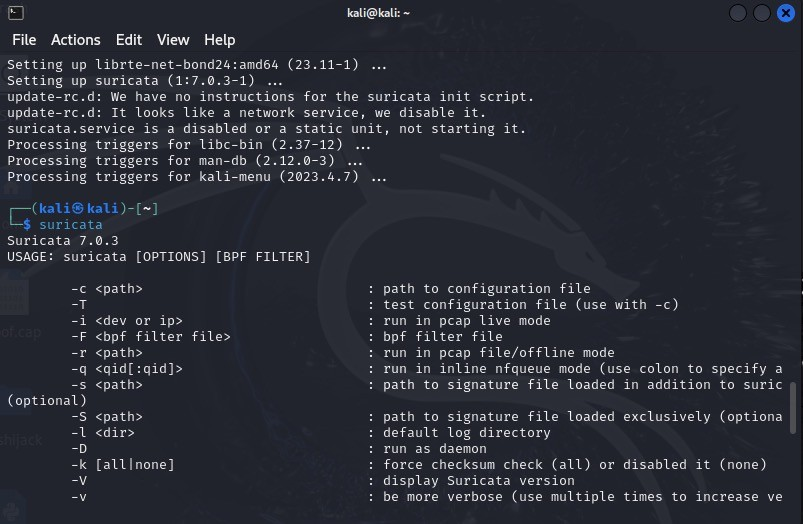 kali@kali: ~
File Actions Edit View Help
Setting up librte-net-bond24:amd64 (23.11-1) ...
Setting up suricata (1:7.0.3-1) ...
update-rc.d: We have no instructions for the suricata init script.
update-rc.d: It looks like a network service, we disable it.
suricata.service is a disabled or a static unit, not starting it.
Processing triggers for libc-bin (2.37-12) ...
Processing triggers for man-db (2.12.0-3) ...
Processing triggers for kali-menu (2023.4.7) ...
┌──(kali㉿kali)-[~]
└─$ suricata
Suricata 7.0.3
USAGE: suricata [OPTIONS] [BPF FILTER]
-c <path> : path to configuration file
-T : test configuration file (use with -c)
-i <dev or ip> : run in pcap live mode
-F <bpf filter file> : bpf filter file
-r <path> : run in pcap file/offline mode
-q <qid[:qid]> : run in inline nfqueue mode (use colon to specify a
-s <path> : path to signature file loaded in addition to suric
(optional)
-S <path> : path to signature file loaded exclusively (optiona
-l <dir> : default log directory
-D : run as daemon
-k [all|none] : force checksum check (all) or disabled it (none)
-V : display Suricata version
-v : be more verbose (use multiple times to increase ve
of cap
shijack